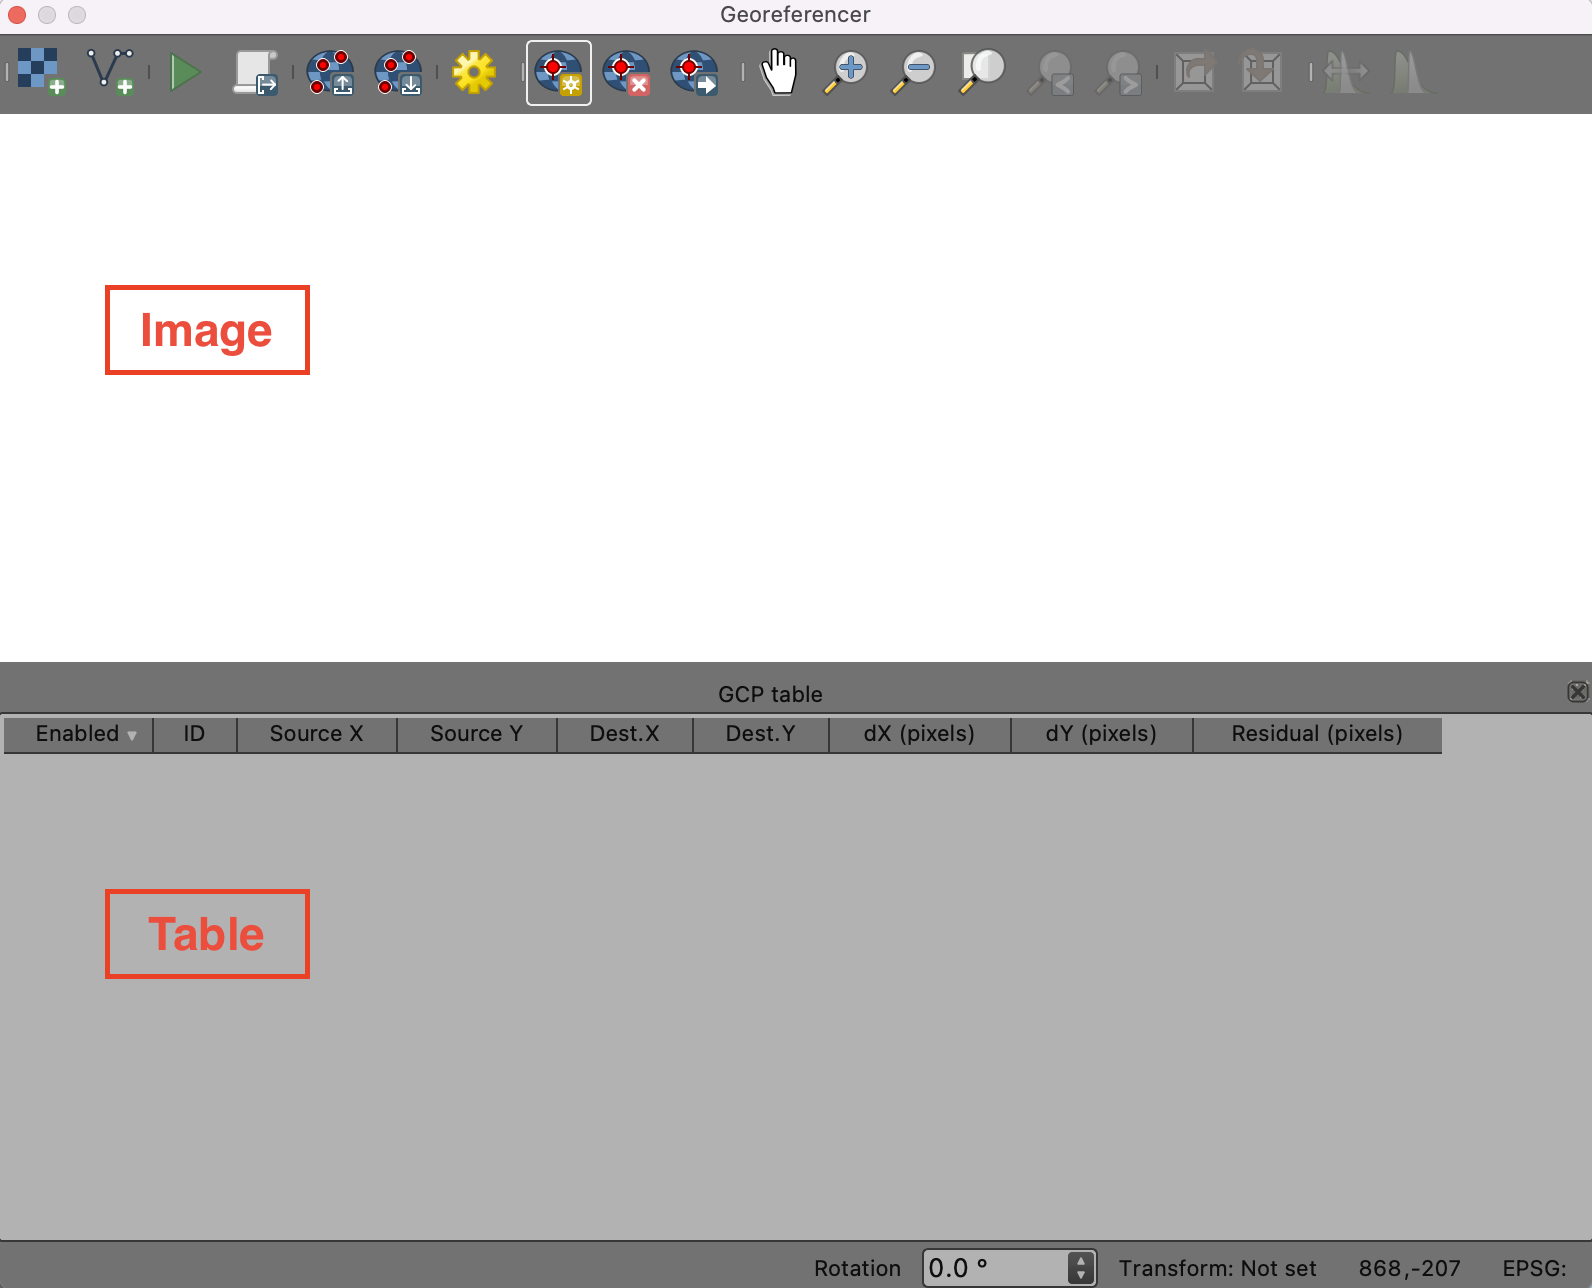 Georeferencer
Image
GCP table
Enabled ID Source X Source Y Dest.X Dest.Y dX (pixels) dY (pixels) Residual (pixels)
Table
Rotation 0.0 ° Transform: Not set 868,-207 EPSG: